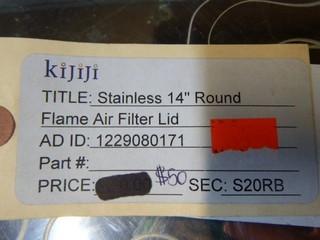 kijiji
TITLE: Stainless 14" Round
Flame Air Filter Lid
AD ID: 1229080171
Part #:
PRICE: $50 SEC: S20RB